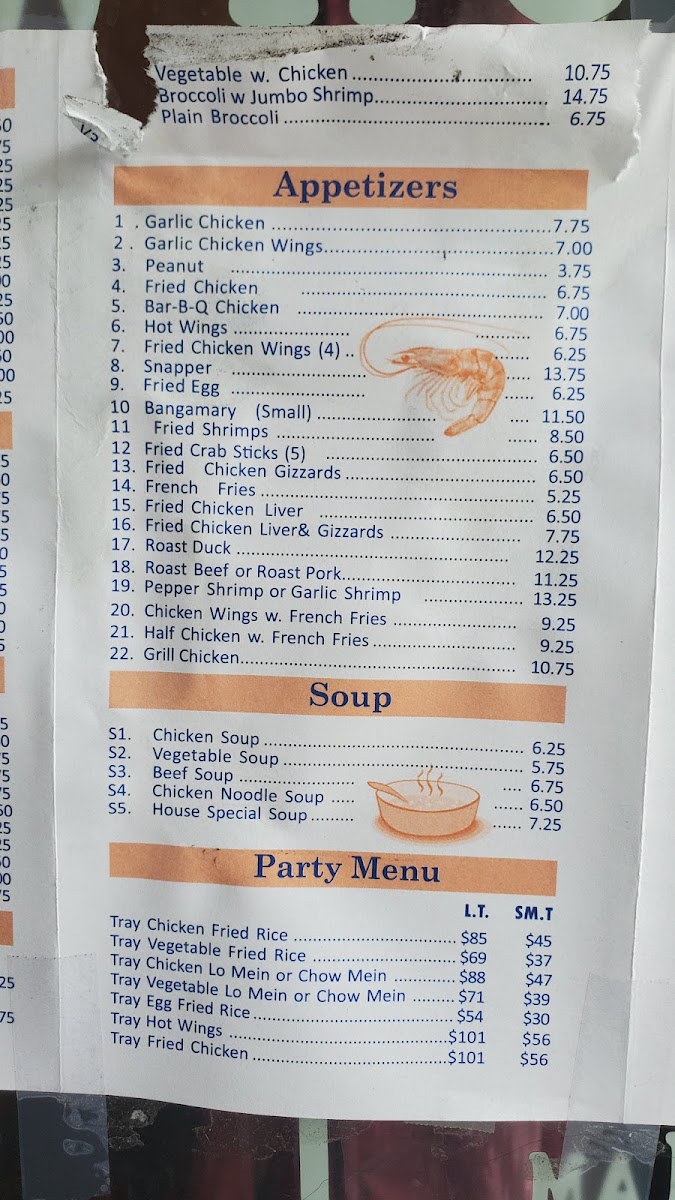 Vegetable w. Chicken .................... 10.75
Broccoli w Jumbo Shrimp.................... 14.75
Plain Broccoli .................... 6.75
Appetizers
1 . Garlic Chicken ....................7.75
2 . Garlic Chicken Wings....................7.00
3. Peanut .................... 3.75
4. Fried Chicken .................... 6.75
5. Bar-B-Q Chicken .................... 7.00
6. Hot Wings .................... 6.75
7. Fried Chicken Wings (4) .. ....... 6.25
8. Snapper .................... 13.75
9. Fried Egg .................... 6.25
10 Bangamary (Small) .................... 11.50
11 Fried Shrimps .................... 8.50
12 Fried Crab Sticks (5) .................... 6.50
13. Fried Chicken Gizzards .................... 6.50
14. French Fries .................... 5.25
15. Fried Chicken Liver .................... 6.50
16. Fried Chicken Liver& Gizzards .................... 7.75
17. Roast Duck .................... 12.25
18. Roast Beef or Roast Pork.................... 11.25
19. Pepper Shrimp or Garlic Shrimp .................... 13.25
20. Chicken Wings w. French Fries .................... 9.25
21. Half Chicken w. French Fries .................... 9.25
22. Grill Chicken.................... 10.75
Soup
S1. Chicken Soup .................... 6.25
S2. Vegetable Soup .................... 5.75
S3. Beef Soup .................... 6.75
S4. Chicken Noodle Soup ..... ...... 6.50
S5. House Special Soup ......... ...... 7.25
Party Menu
L.T. SM.T
Tray Chicken Fried Rice .................... $85 $45
Tray Vegetable Fried Rice .................... $69 $37
Tray Chicken Lo Mein or Chow Mein ............. $88 $47
Tray Vegetable Lo Mein or Chow Mein ......... $71 $39
Tray Egg Fried Rice .................... $54 $30
Tray Hot Wings ....................$101 $56
Tray Fried Chicken ....................$101 $56
MA